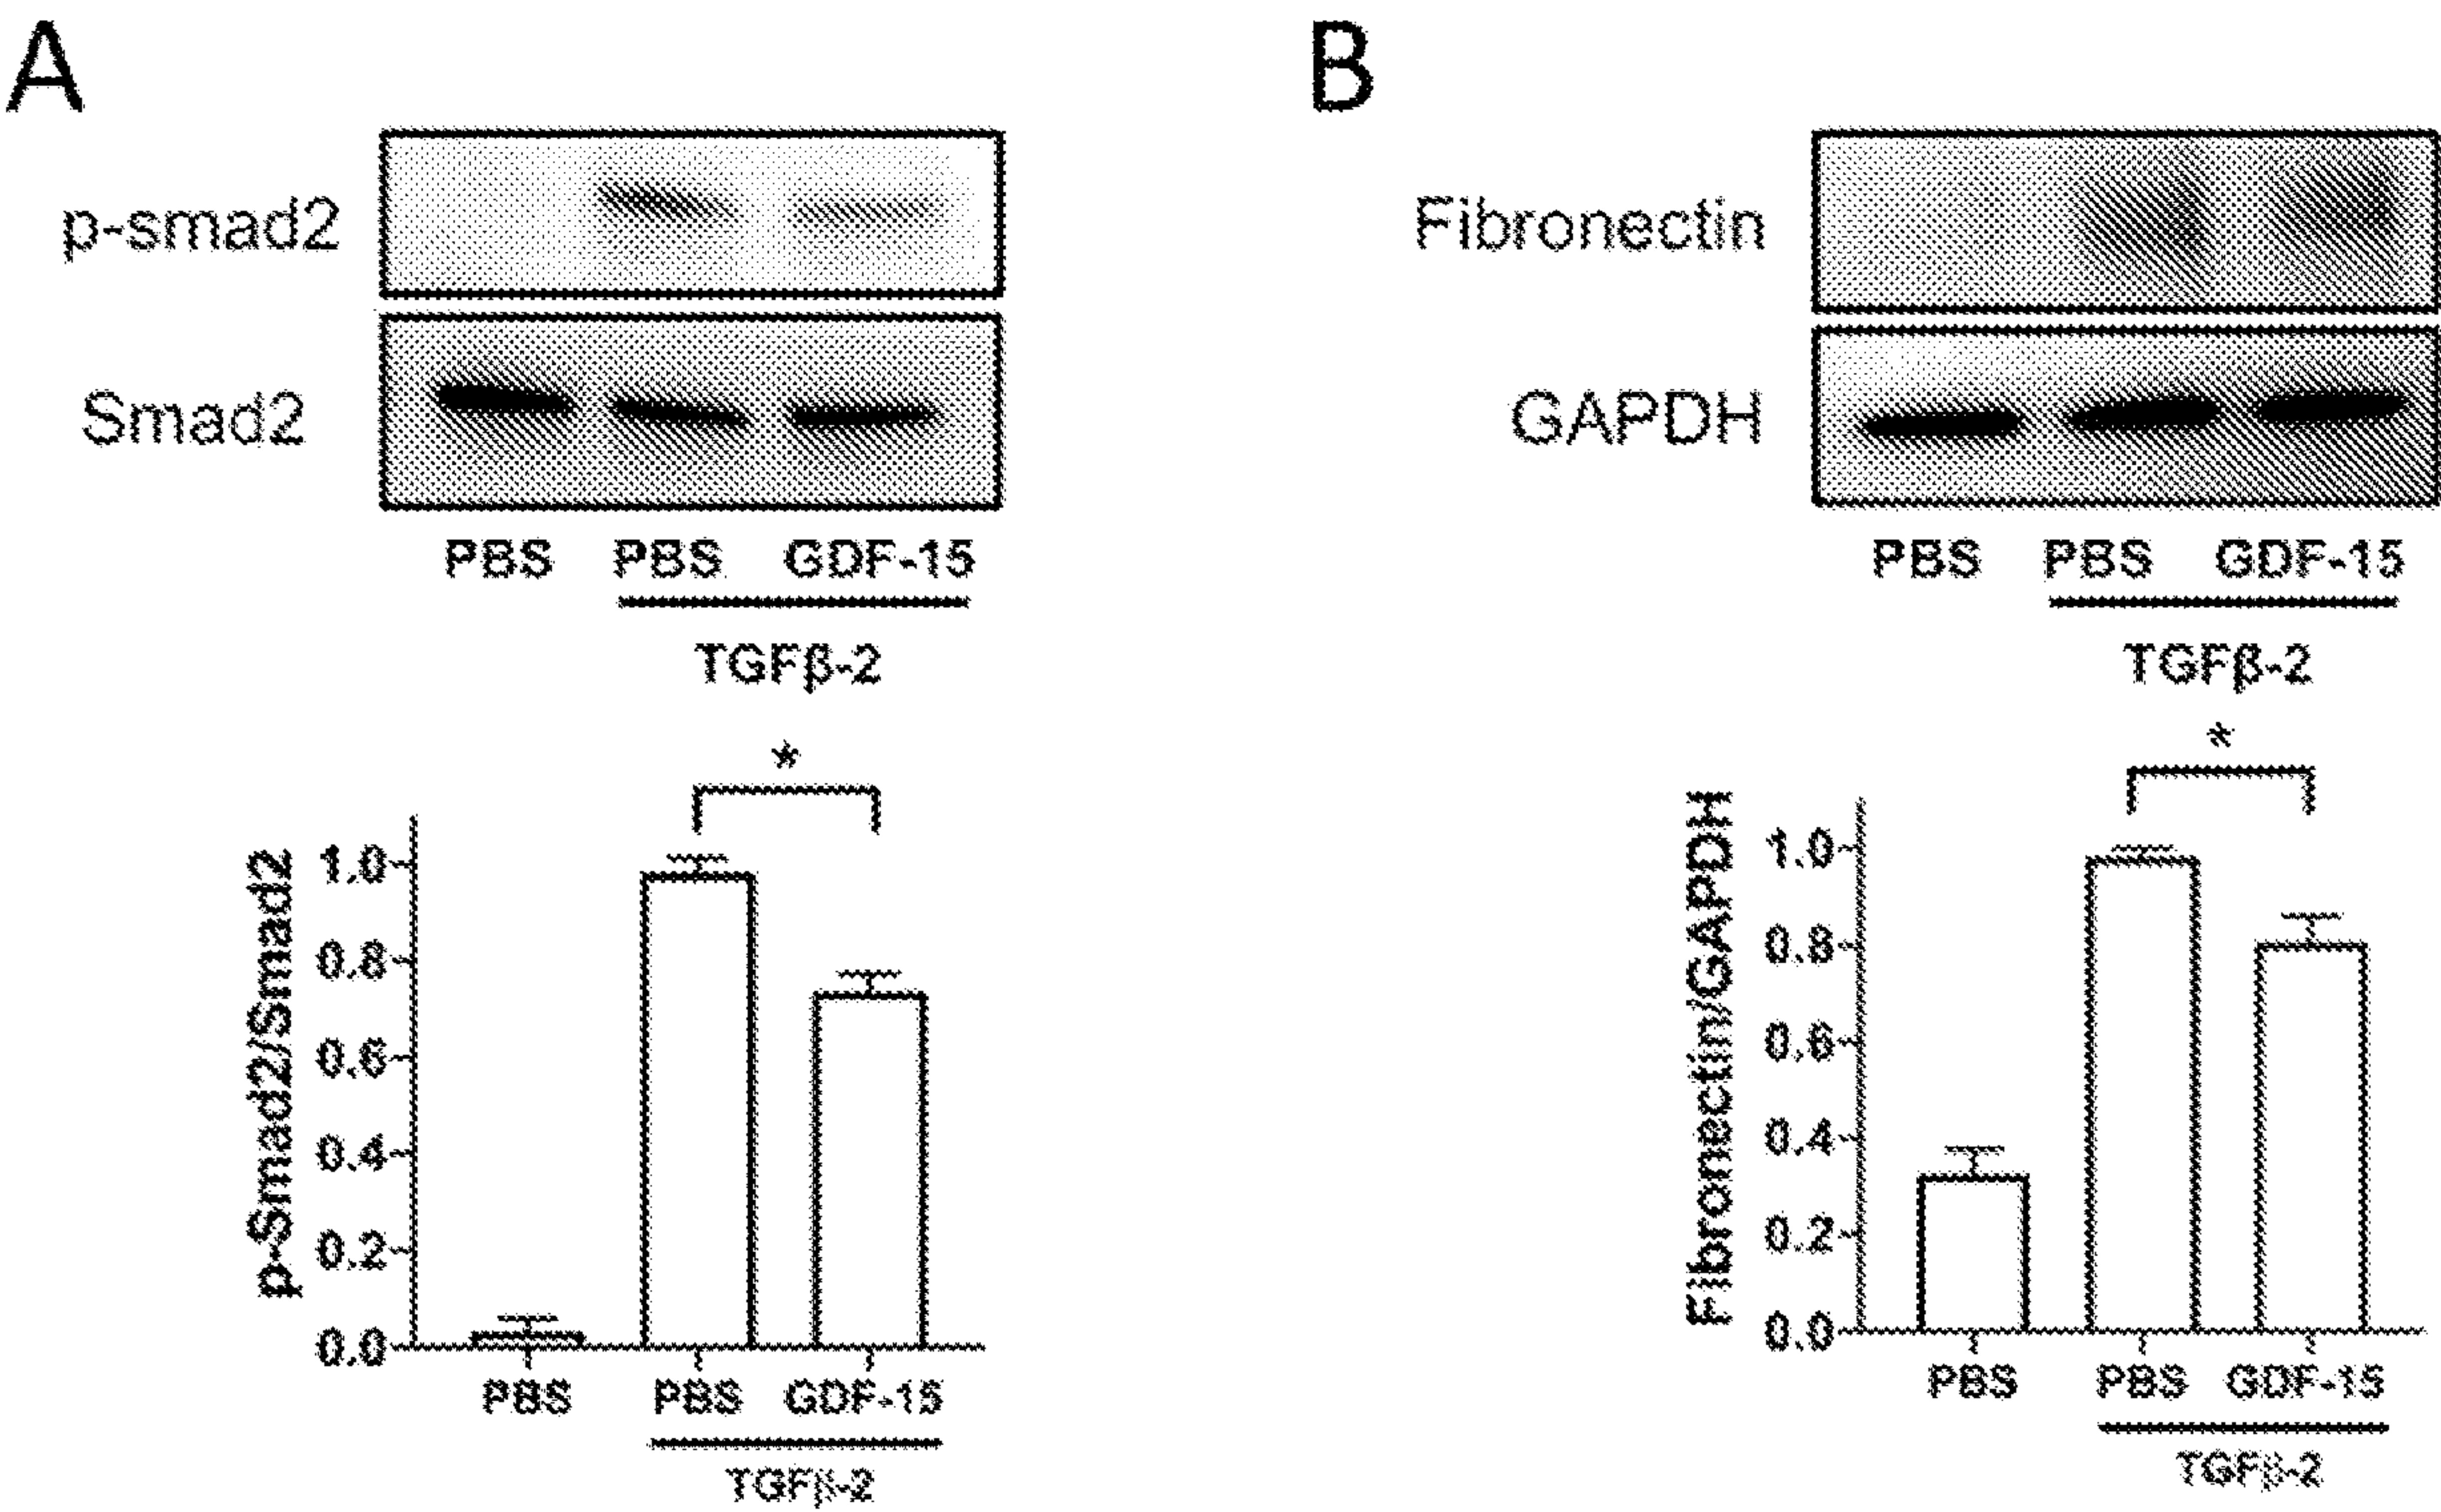 A
p-smad2
Smad2
PBS PBS GDF-15
TGFβ-2
*
p-Smad2/Smad2
1.0
0.8
0.6
0.4
0.2
0.0
PBS PBS GDF-15
TGFβ-2
B
Fibronectin
GAPDH
PBS PBS GDF-15
TGFβ-2
*
Fibronectin/GAPDH
1.0
0.8
0.6
0.4
0.2
0.0
PBS PBS GDF-15
TGFβ-2